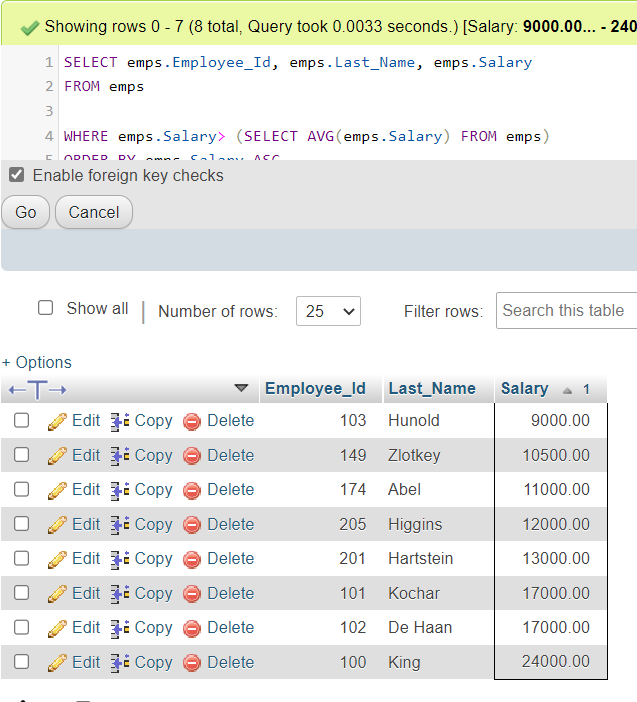 Showing rows 0 - 7 (8 total, Query took 0.0033 seconds.) [Salary: 9000.00... - 240
1 SELECT emps.Employee_Id, emps.Last_Name, emps.Salary
2 FROM emps
3
4 WHERE emps.Salary> (SELECT AVG(emps.Salary) FROM emps)
5 ORDER BY emps.Salary ASC
Enable foreign key checks
Go Cancel
Show all | Number of rows: 25 Filter rows: Search this table
+ Options
←T→ Employee_Id Last_Name Salary 1
Edit Copy Delete 103 Hunold 9000.00
Edit Copy Delete 149 Zlotkey 10500.00
Edit Copy Delete 174 Abel 11000.00
Edit Copy Delete 205 Higgins 12000.00
Edit Copy Delete 201 Hartstein 13000.00
Edit Copy Delete 101 Kochar 17000.00
Edit Copy Delete 102 De Haan 17000.00
Edit Copy Delete 100 King 24000.00